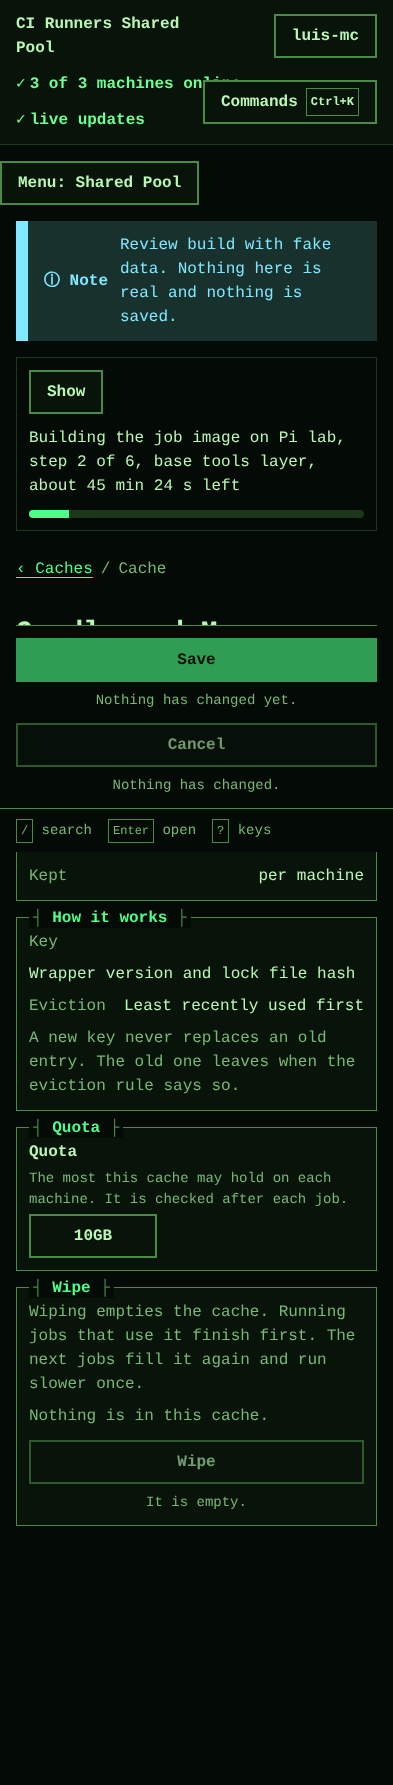 CI Runners Shared
Pool
luis-mc
✓ 3 of 3 machines online
Commands Ctrl+K
✓ live updates
Menu: Shared Pool
ⓘ Note
Review build with fake
data. Nothing here is
real and nothing is
saved.
Show
Building the job image on Pi lab,
step 2 of 6, base tools layer,
about 45 min 24 s left
‹ Caches / Cache
Save
Nothing has changed yet.
Cancel
Nothing has changed.
/ search Enter open ? keys
Kept per machine
How it works
Key
Wrapper version and lock file hash
Eviction Least recently used first
A new key never replaces an old
entry. The old one leaves when the
eviction rule says so.
Quota
Quota
The most this cache may hold on each
machine. It is checked after each job.
10GB
Wipe
Wiping empties the cache. Running
jobs that use it finish first. The
next jobs fill it again and run
slower once.
Nothing is in this cache.
Wipe
It is empty.